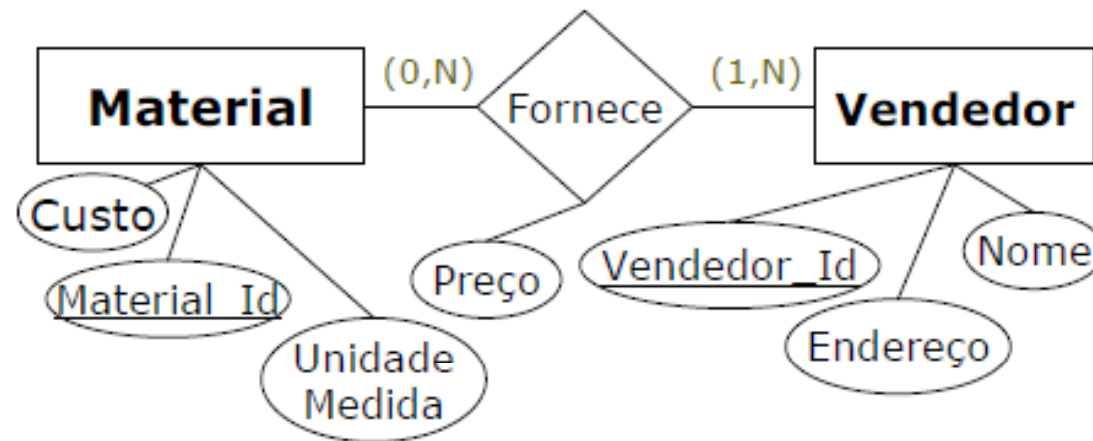 (0,N)
(1,N)
Material
Fornece
Vendedor
Custo
Material_Id
Unidade
Medida
Preço
Vendedor_Id
Endereço
Nome